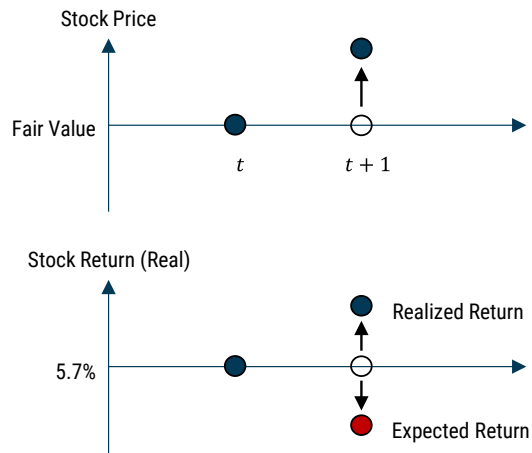 Stock Price
Fair Value
t
t + 1
Stock Return (Real)
Realized Return
5.7%
Expected Return